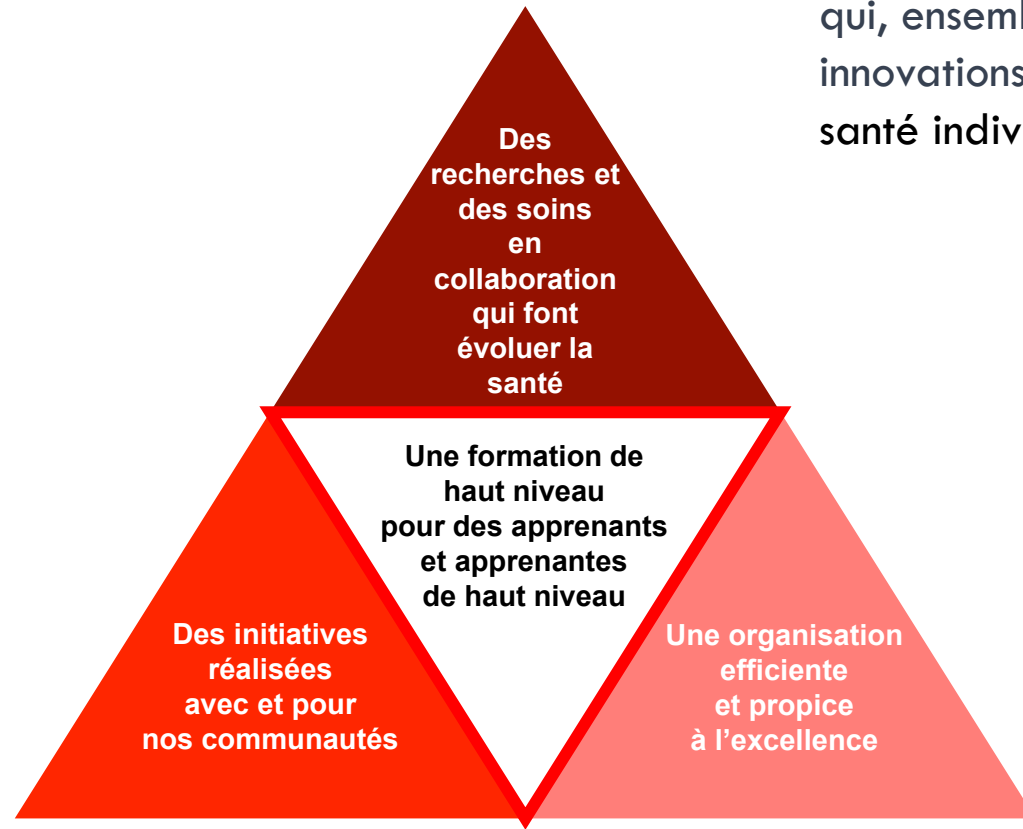 qui, ensem
innovations
santé indiv
Des
recherches et
des soins
en
collaboration
qui font
évoluer la
santé
Une formation de
haut niveau
pour des apprenants
et apprenantes
de haut niveau
Des initiatives
réalisées
avec et pour
nos communautés
Une organisation
efficiente
et propice
à l'excellence